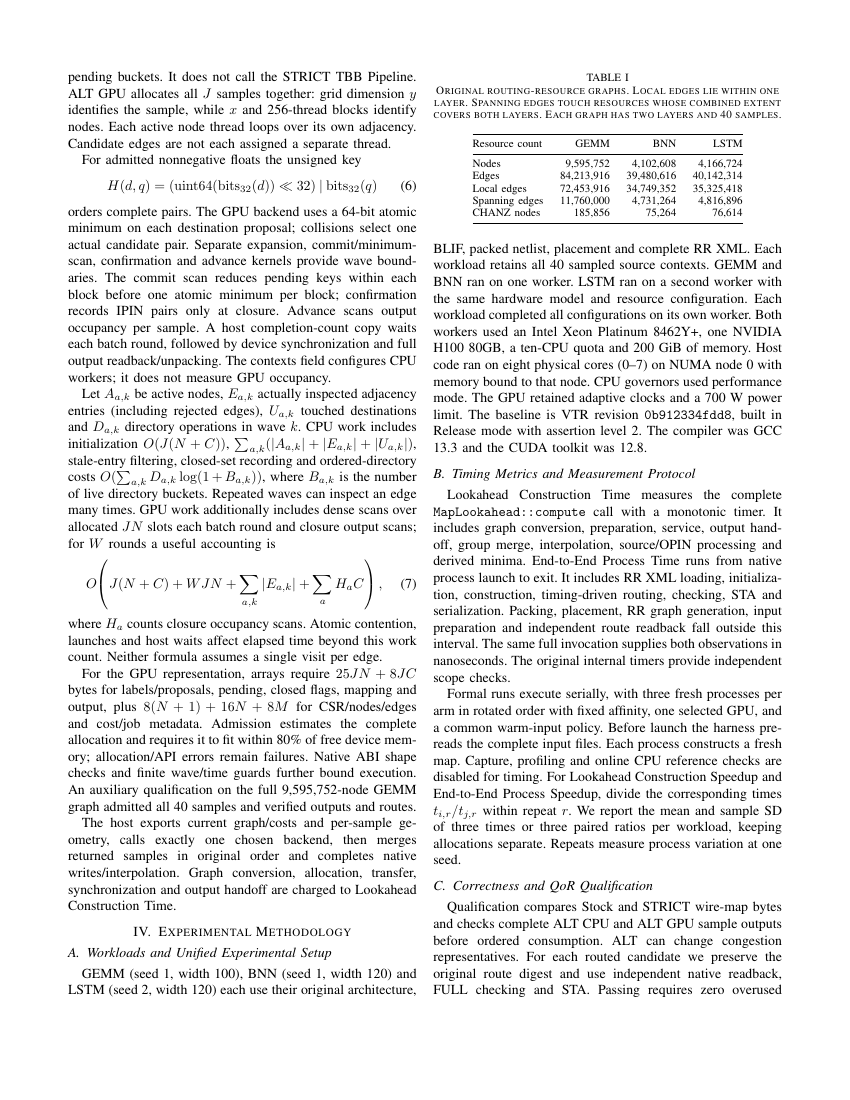 pending buckets. It does not call the STRICT TBB Pipeline.
ALT GPU allocates all J samples together: grid dimension y
identifies the sample, while x and 256-thread blocks identify
nodes. Each active node thread loops over its own adjacency.
Candidate edges are not each assigned a separate thread.
For admitted nonnegative floats the unsigned key
H(d, q) = (uint64(bits₃₂(d)) ≪ 32) | bits₃₂(q) (6)
orders complete pairs. The GPU backend uses a 64-bit atomic
minimum on each destination proposal; collisions select one
actual candidate pair. Separate expansion, commit/minimum-
scan, confirmation and advance kernels provide wave bound-
aries. The commit scan reduces pending keys within each
block before one atomic minimum per block; confirmation
records IPIN pairs only at closure. Advance scans output
occupancy per sample. A host completion-count copy waits
each batch round, followed by device synchronization and full
output readback/unpacking. The contexts field configures CPU
workers; it does not measure GPU occupancy.
Let A_{a,k} be active nodes, E_{a,k} actually inspected adjacency
entries (including rejected edges), U_{a,k} touched destinations
and D_{a,k} directory operations in wave k. CPU work includes
initialization O(J(N + C)), ∑_{a,k}(|A_{a,k}| + |E_{a,k}| + |U_{a,k}|),
stale-entry filtering, closed-set recording and ordered-directory
costs O(∑_{a,k} D_{a,k} log(1 + B_{a,k})), where B_{a,k} is the number
of live directory buckets. Repeated waves can inspect an edge
many times. GPU work additionally includes dense scans over
allocated JN slots each batch round and closure output scans;
for W rounds a useful accounting is
O(J(N + C) + WJN + ∑_{a,k} |E_{a,k}| + ∑_a H_aC), (7)
where H_a counts closure occupancy scans. Atomic contention,
launches and host waits affect elapsed time beyond this work
count. Neither formula assumes a single visit per edge.
For the GPU representation, arrays require 25JN + 8JC
bytes for labels/proposals, pending, closed flags, mapping and
output, plus 8(N + 1) + 16N + 8M for CSR/nodes/edges
and cost/job metadata. Admission estimates the complete
allocation and requires it to fit within 80% of free device mem-
ory; allocation/API errors remain failures. Native ABI shape
checks and finite wave/time guards further bound execution.
An auxiliary qualification on the full 9,595,752-node GEMM
graph admitted all 40 samples and verified outputs and routes.
The host exports current graph/costs and per-sample ge-
ometry, calls exactly one chosen backend, then merges
returned samples in original order and completes native
writes/interpolation. Graph conversion, allocation, transfer,
synchronization and output handoff are charged to Lookahead
Construction Time.
IV. EXPERIMENTAL METHODOLOGY
A. Workloads and Unified Experimental Setup
GEMM (seed 1, width 100), BNN (seed 1, width 120) and
LSTM (seed 2, width 120) each use their original architecture,
TABLE I
ORIGINAL ROUTING-RESOURCE GRAPHS. LOCAL EDGES LIE WITHIN ONE
LAYER. SPANNING EDGES TOUCH RESOURCES WHOSE COMBINED EXTENT
COVERS BOTH LAYERS. EACH GRAPH HAS TWO LAYERS AND 40 SAMPLES.
Resource count GEMM BNN LSTM
Nodes 9,595,752 4,102,608 4,166,724
Edges 84,213,916 39,480,616 40,142,314
Local edges 72,453,916 34,749,352 35,325,418
Spanning edges 11,760,000 4,731,264 4,816,896
CHANZ nodes 185,856 75,264 76,614
BLIF, packed netlist, placement and complete RR XML. Each
workload retains all 40 sampled source contexts. GEMM and
BNN ran on one worker. LSTM ran on a second worker with
the same hardware model and resource configuration. Each
workload completed all configurations on its own worker. Both
workers used an Intel Xeon Platinum 8462Y+, one NVIDIA
H100 80GB, a ten-CPU quota and 200 GiB of memory. Host
code ran on eight physical cores (0–7) on NUMA node 0 with
memory bound to that node. CPU governors used performance
mode. The GPU retained adaptive clocks and a 700 W power
limit. The baseline is VTR revision 0b912334fdd8, built in
Release mode with assertion level 2. The compiler was GCC
13.3 and the CUDA toolkit was 12.8.
B. Timing Metrics and Measurement Protocol
Lookahead Construction Time measures the complete
MapLookahead::compute call with a monotonic timer. It
includes graph conversion, preparation, service, output hand-
off, group merge, interpolation, source/OPIN processing and
derived minima. End-to-End Process Time runs from native
process launch to exit. It includes RR XML loading, initializa-
tion, construction, timing-driven routing, checking, STA and
serialization. Packing, placement, RR graph generation, input
preparation and independent route readback fall outside this
interval. The same full invocation supplies both observations in
nanoseconds. The original internal timers provide independent
scope checks.
Formal runs execute serially, with three fresh processes per
arm in rotated order with fixed affinity, one selected GPU, and
a common warm-input policy. Before launch the harness pre-
reads the complete input files. Each process constructs a fresh
map. Capture, profiling and online CPU reference checks are
disabled for timing. For Lookahead Construction Speedup and
End-to-End Process Speedup, divide the corresponding times
t_{i,r}/t_{j,r} within repeat r. We report the mean and sample SD
of three times or three paired ratios per workload, keeping
allocations separate. Repeats measure process variation at one
seed.
C. Correctness and QoR Qualification
Qualification compares Stock and STRICT wire-map bytes
and checks complete ALT CPU and ALT GPU sample outputs
before ordered consumption. ALT can change congestion
representatives. For each routed candidate we preserve the
original route digest and use independent native readback,
FULL checking and STA. Passing requires zero overused